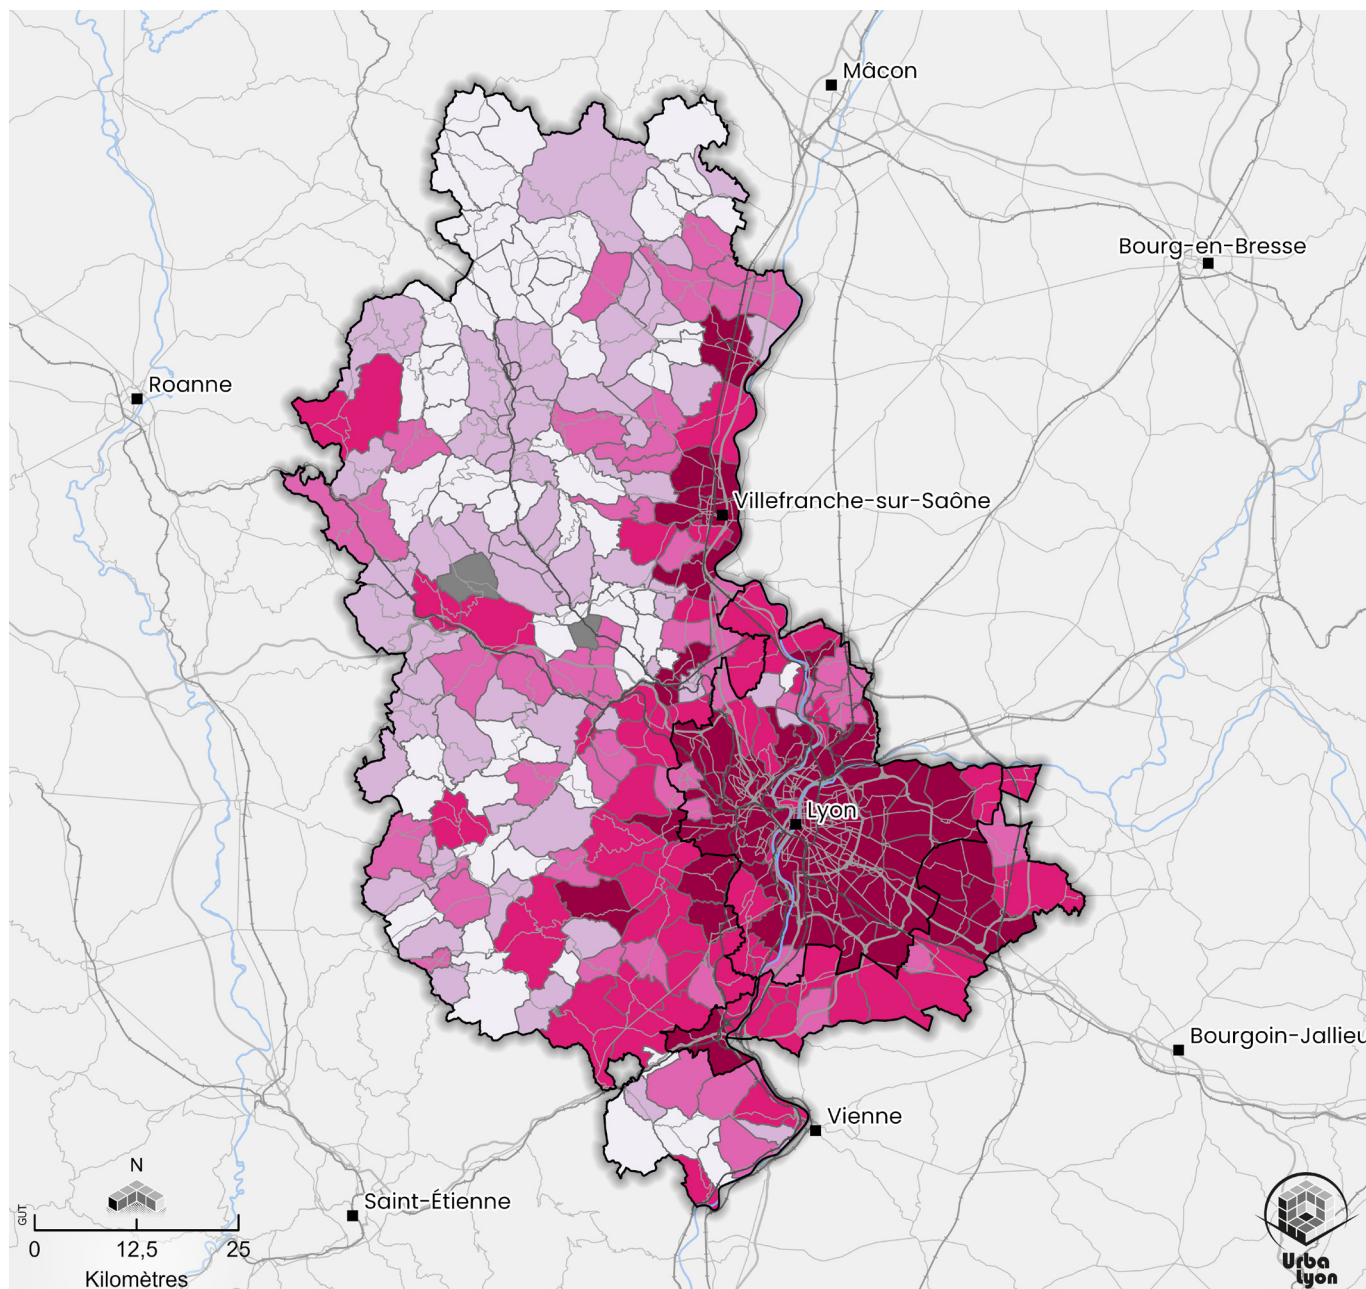 Mâcon
Bourg-en-Bresse
Roanne
Villefranche-sur-Saône
Lyon
Bourgoin-Jallieu
Vienne
N
Saint-Étienne
GUT
0 12,5 25
Kilomètres
Urba
Lyon